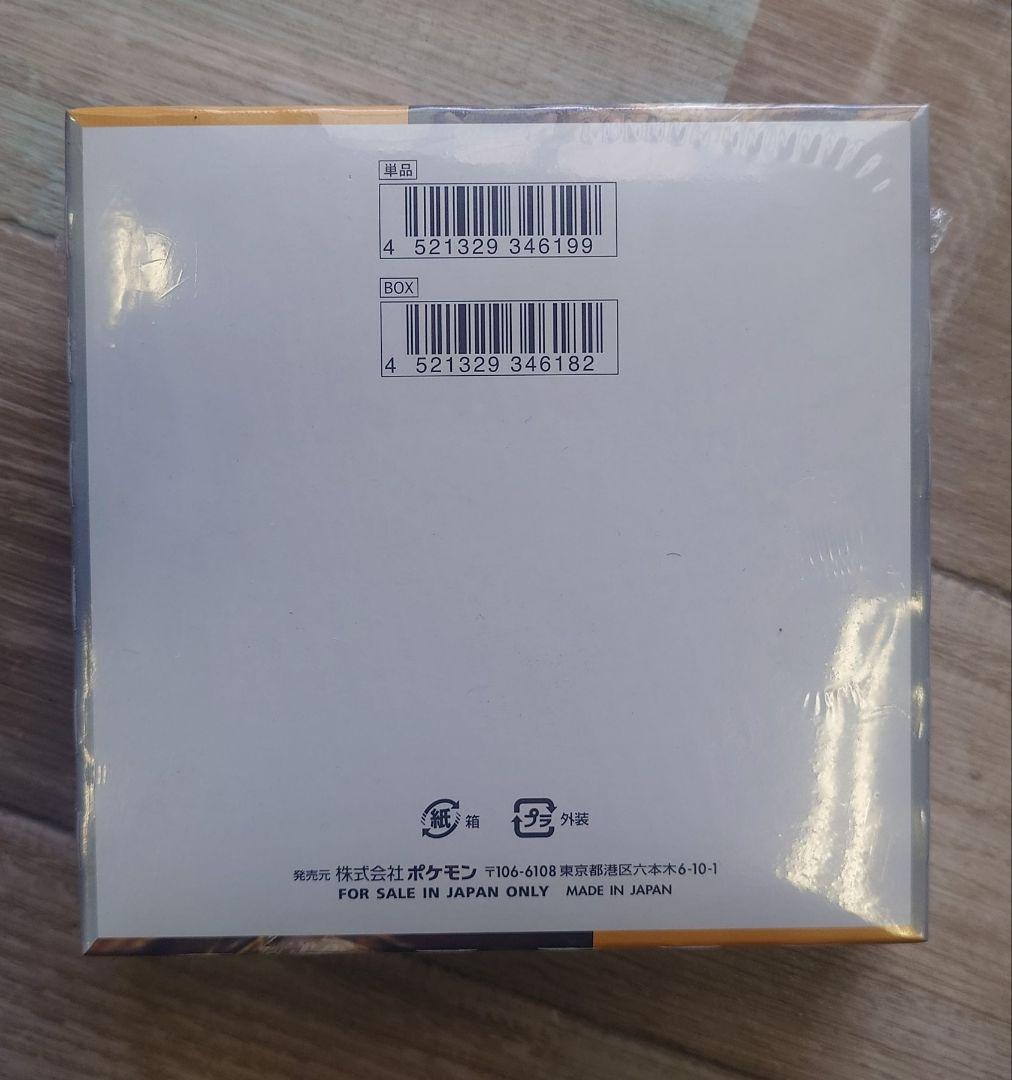 単品
4 521329 346199
BOX
4 521329 346182
紙 箱 プラ 外装
発売元 株式会社ポケモン 〒106-6108 東京都港区六本木6-10-1
FOR SALE IN JAPAN ONLY MADE IN JAPAN